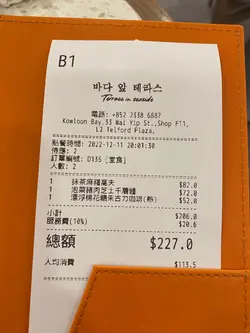 B1
바다 앞 테라스
Terrace in seaside
電話: +852 2338 6887
Kowloon Bay,33 Wai Yip St.,Shop F11,
L2 Telford Plaza,
點餐時間: 2022-12-11 20:01:30
侍應: 2
訂單編號: D135 [堂食]
人數: 2
1 抹茶麻糬窩夫 $82.0
1 泡菜豬肉芝士千層麵 $72.0
1 漂浮棉花糖朱古力咖啡(熱) $52.0
小計 $206.0
服務費(10%) $20.6
總額 $227.0
人均消費 $113.5